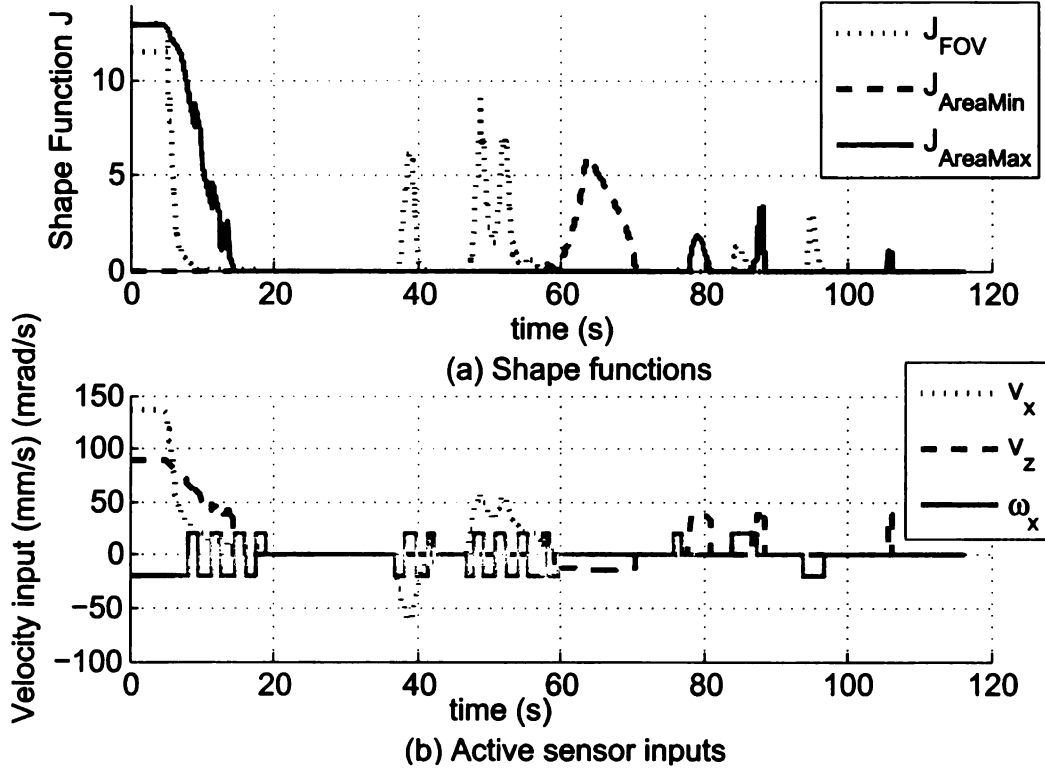 Shape Function J
10
5
0
J_FOV
J_AreaMin
J_AreaMax
0 20 40 60 80 100 120
time (s)
(a) Shape functions
Velocity input (mm/s) (mrad/s)
150
100
50
0
−50
−100
v_x
v_z
ω_x
0 20 40 60 80 100 120
time (s)
(b) Active sensor inputs